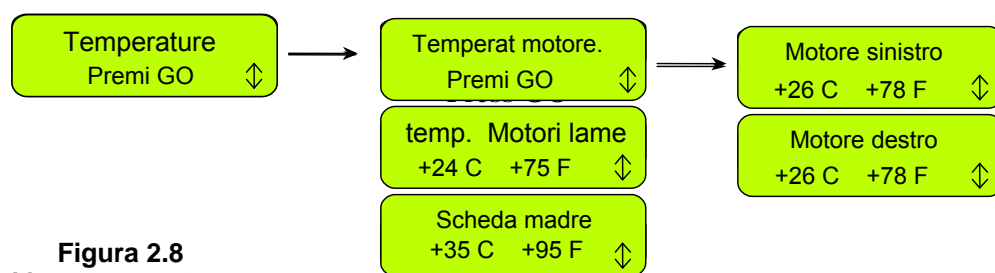 Temperature
Premi GO
Temperat motore.
Premi GO
temp. Motori lame
+24 C +75 F
Scheda madre
+35 C +95 F
Motore sinistro
+26 C +78 F
Motore destro
+26 C +78 F
Figura 2.8